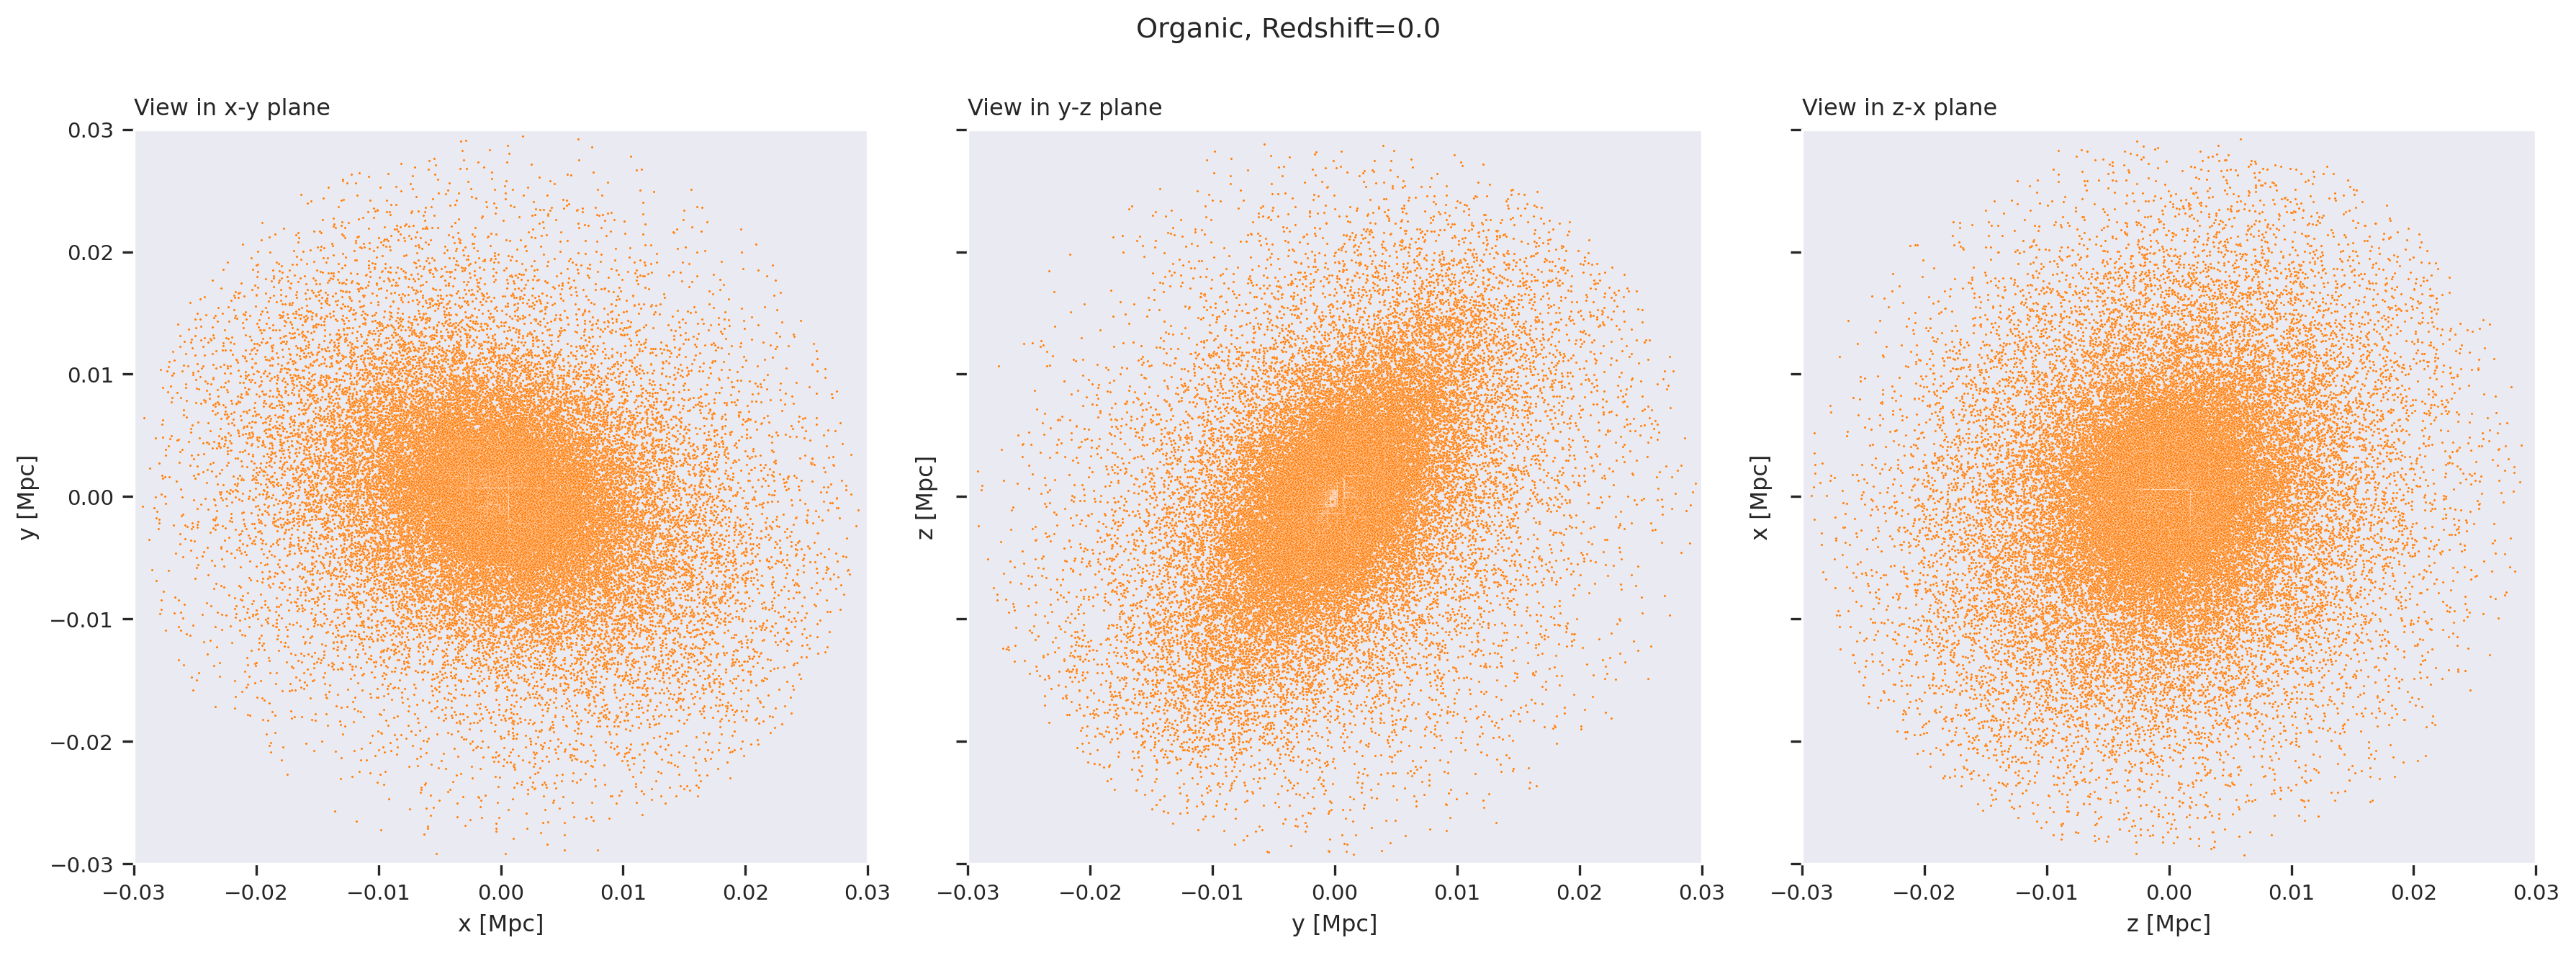 Organic, Redshift=0.0
View in x-y plane
0.03
0.02
0.01
0.00
−0.01
−0.02
−0.03
y [Mpc]
−0.03 −0.02 −0.01 0.00 0.01 0.02 0.03
x [Mpc]
View in y-z plane
z [Mpc]
−0.03 −0.02 −0.01 0.00 0.01 0.02 0.03
y [Mpc]
View in z-x plane
x [Mpc]
−0.03 −0.02 −0.01 0.00 0.01 0.02 0.03
z [Mpc]